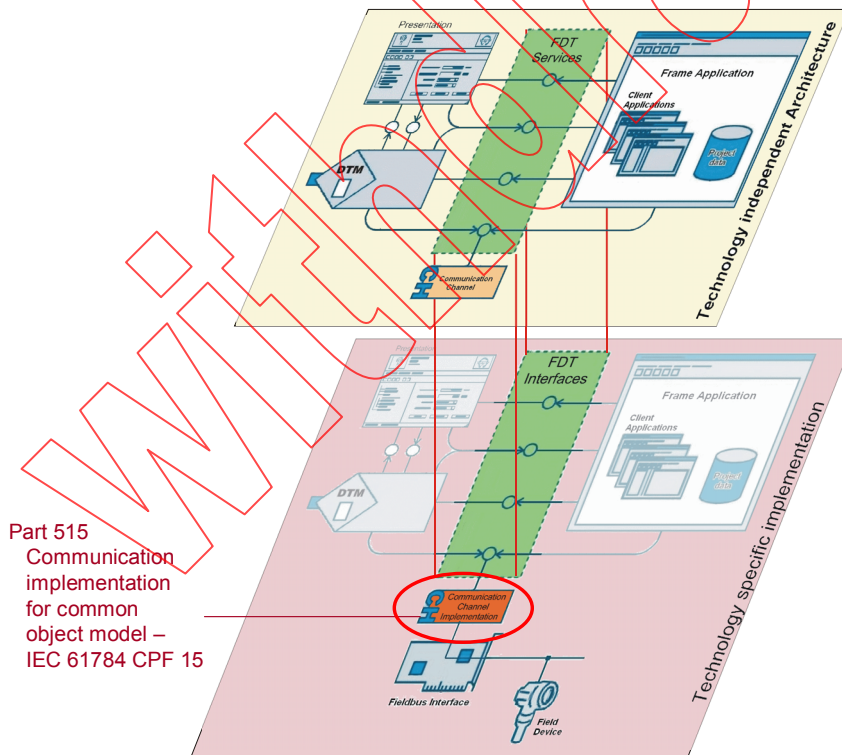 Presentation
FDT
Services
Frame Application
Client
Applications
Project
data
DTM
Communication
Channel
Technology independent Architecture
Presentation
FDT
Interfaces
Frame Application
Client
Applications
Project
data
DTM
Part 515
Communication
implementation
for common
object model –
IEC 61784 CPF 15
Communication
Channel
Implementation
Fieldbus Interface
Field
Device
Technology specific implementation